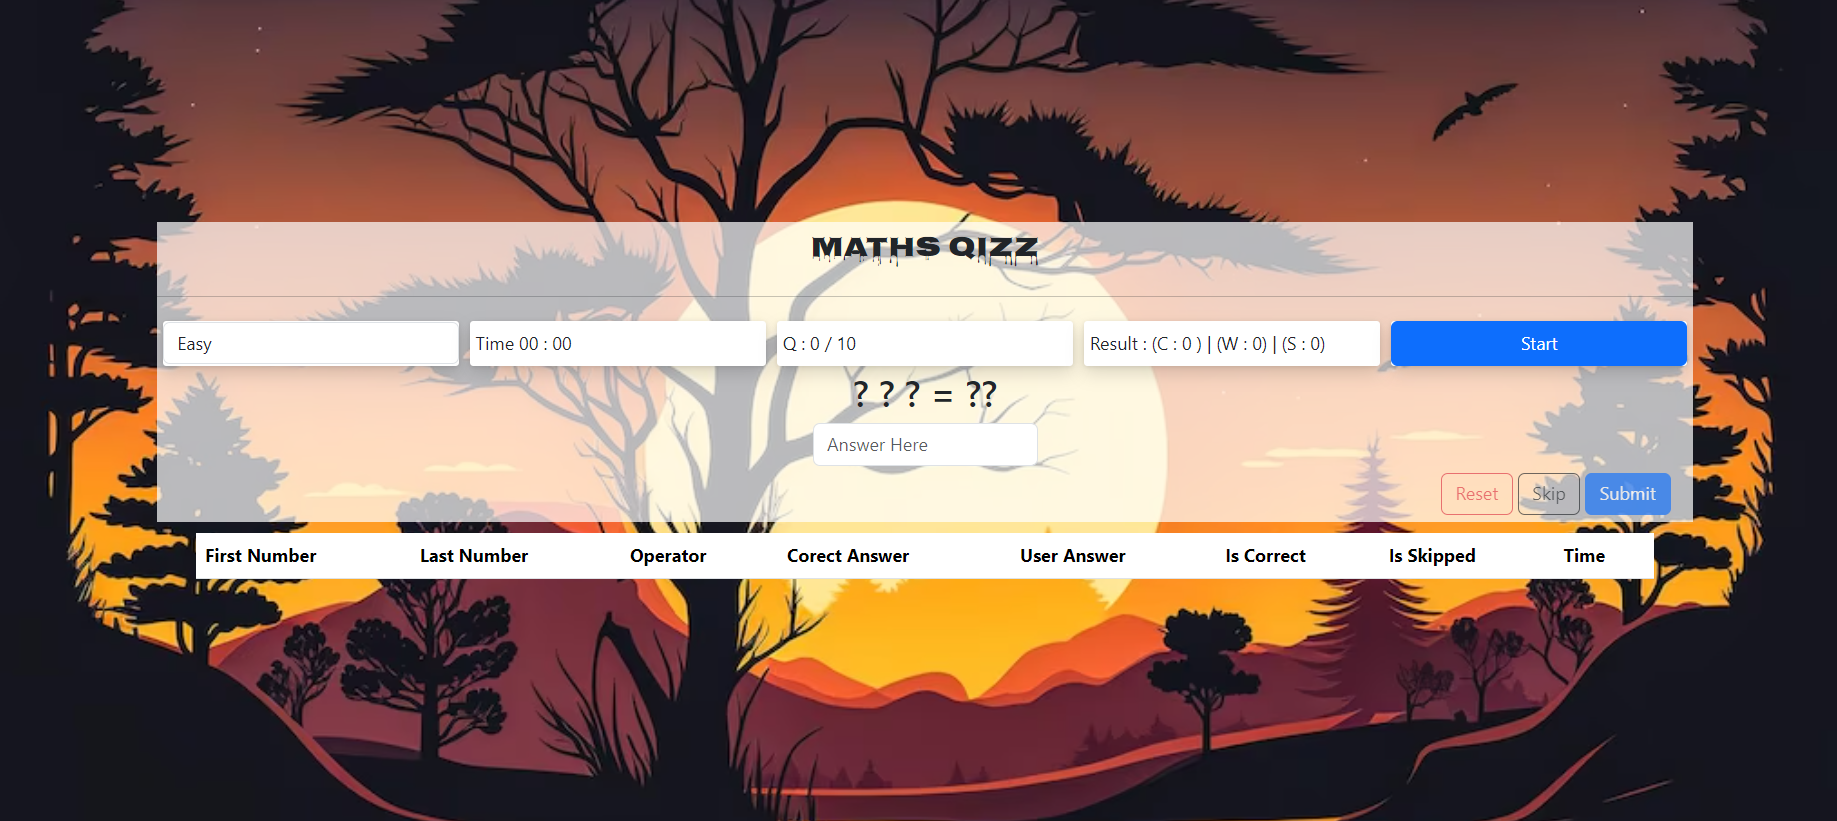 MATHS QIZZ
Easy Time 00 : 00 Q : 0 / 10 Result : (C : 0 ) | (W : 0) | (S : 0) Start
? ? ? = ??
Answer Here
Reset Skip Submit
First Number Last Number Operator Corect Answer User Answer Is Correct Is Skipped Time